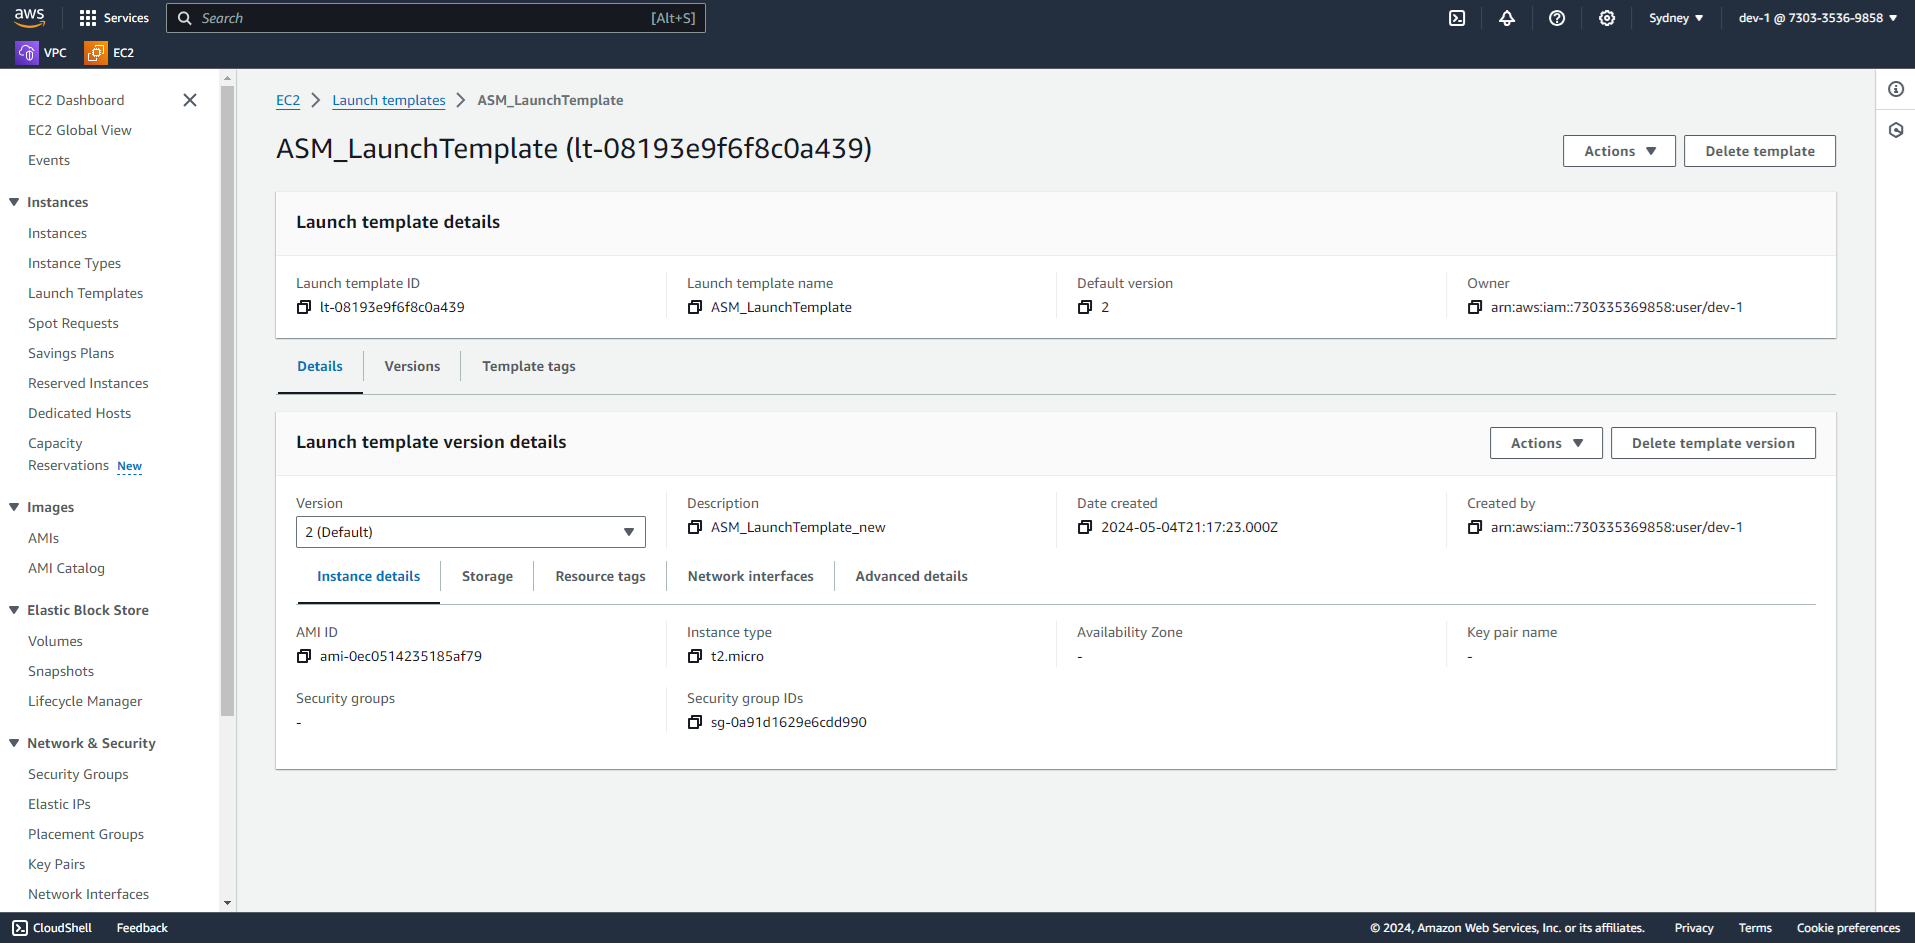 aws Services Search [Alt+S] Sydney ▼ dev-1 @ 7303-3536-9858 ▼
VPC EC2
EC2 Dashboard
EC2 Global View
Events
Instances
Instances
Instance Types
Launch Templates
Spot Requests
Savings Plans
Reserved Instances
Dedicated Hosts
Capacity
Reservations New
Images
AMIs
AMI Catalog
Elastic Block Store
Volumes
Snapshots
Lifecycle Manager
Network & Security
Security Groups
Elastic IPs
Placement Groups
Key Pairs
Network Interfaces
EC2 > Launch templates > ASM_LaunchTemplate
ASM_LaunchTemplate (lt-08193e9f6f8c0a439)
Actions ▼ Delete template
Launch template details
Launch template ID Launch template name Default version Owner
lt-08193e9f6f8c0a439 ASM_LaunchTemplate 2 arn:aws:iam::730335369858:user/dev-1
Details Versions Template tags
Launch template version details
Actions ▼ Delete template version
Version Description Date created Created by
2 (Default) ASM_LaunchTemplate_new 2024-05-04T21:17:23.000Z arn:aws:iam::730335369858:user/dev-1
Instance details Storage Resource tags Network interfaces Advanced details
AMI ID Instance type Availability Zone Key pair name
ami-0ec0514235185af79 t2.micro - -
Security groups Security group IDs
- sg-0a91d1629e6cdd990
CloudShell Feedback © 2024, Amazon Web Services, Inc. or its affiliates. Privacy Terms Cookie preferences